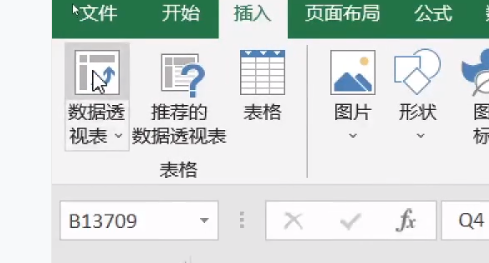 文件 开始 插入 页面布局 公式
数据透视表 推荐的数据透视表 表格 图片 形状 图标
表格
B13709 fx Q4